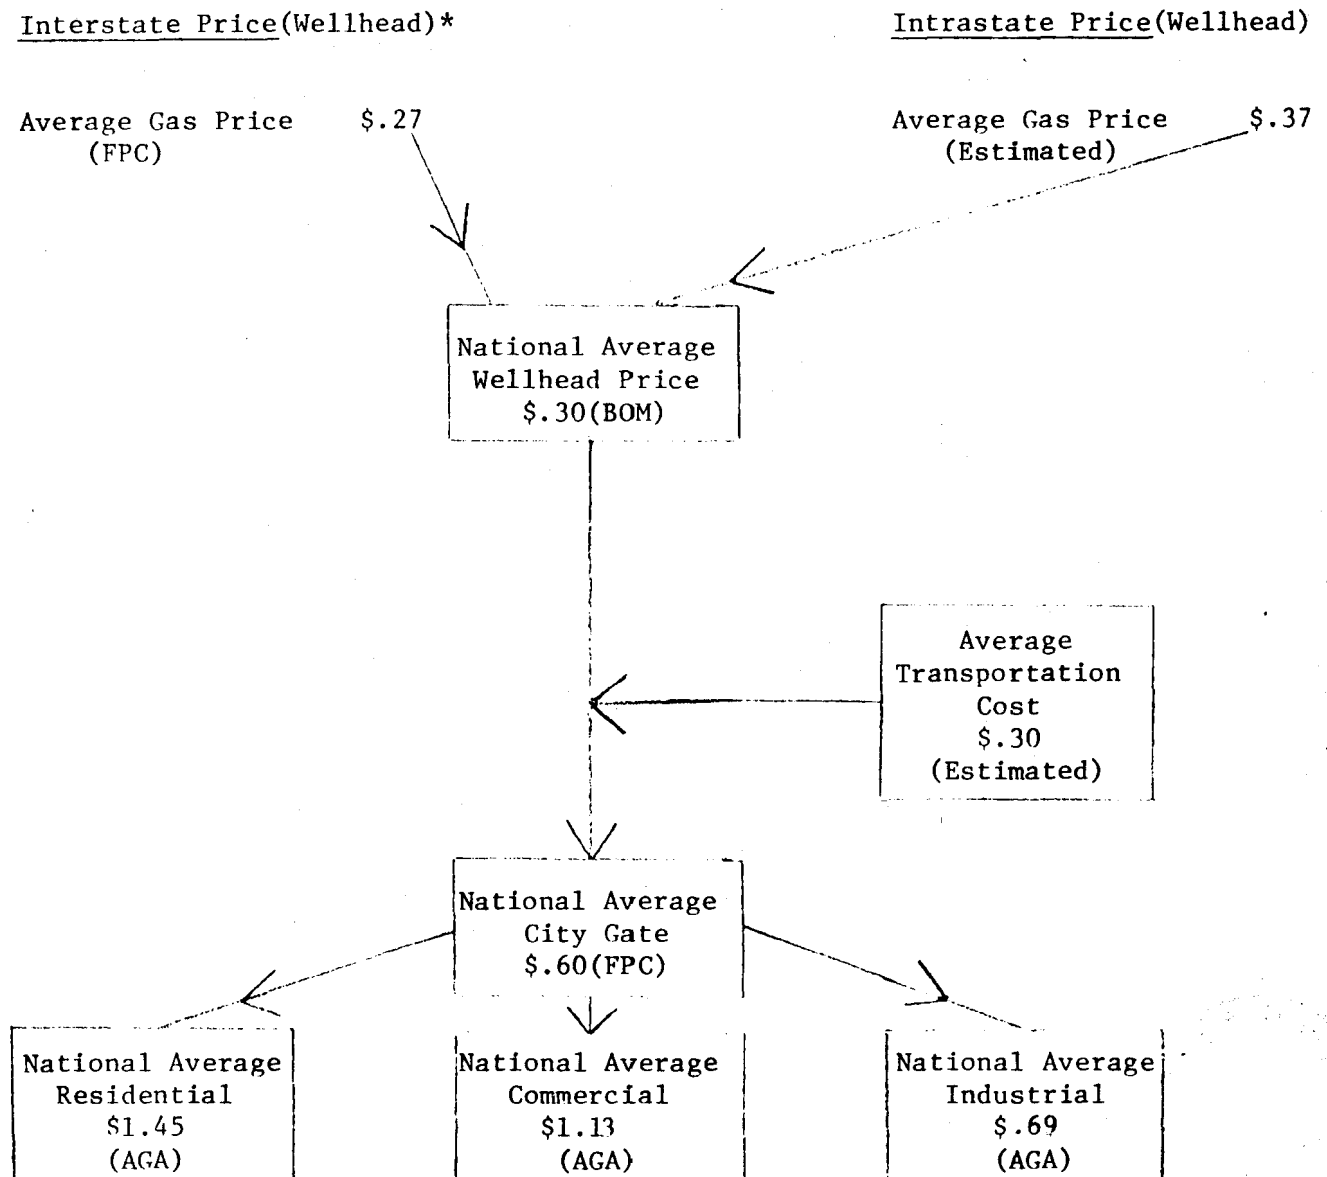 Interstate Price(Wellhead)*
Intrastate Price(Wellhead)
Average Gas Price $.27
(FPC)
Average Gas Price $.37
(Estimated)
National Average
Wellhead Price
$.30(BOM)
Average
Transportation
Cost
$.30
(Estimated)
National Average
City Gate
$.60(FPC)
National Average
Residential
$1.45
(AGA)
National Average
Commercial
$1.13
(AGA)
National Average
Industrial
$.69
(AGA)